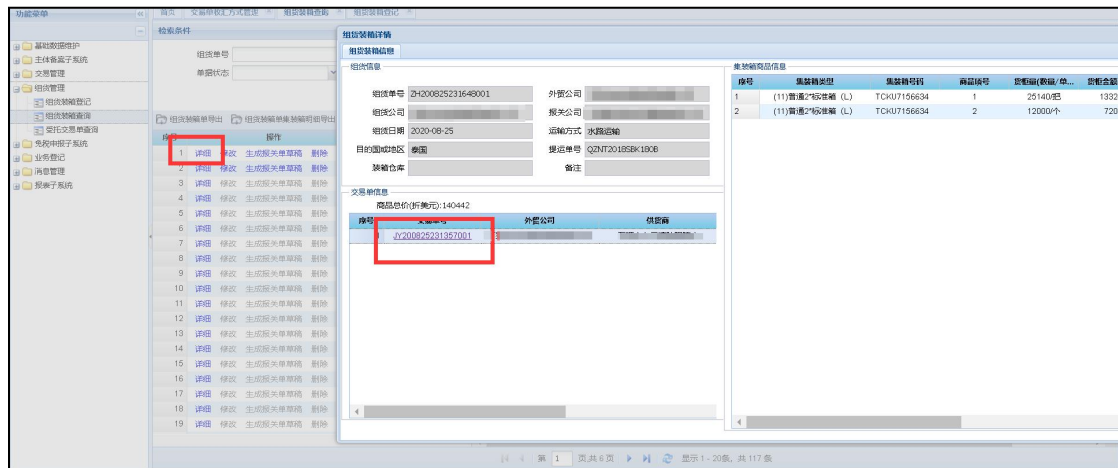 功能菜单
首页 交易单收汇方式管理 组货装箱查询 组货装箱登记
基础数据维护
主体备案子系统
交易管理
组货管理
组货装箱登记
组货装箱查询
受托交易单查询
免税申报子系统
业务登记
消息管理
报表子系统
检索条件
组货单号
单据状态
组货装箱单导出 组货装箱单集装箱明细导出
序号 操作
1 详细 修改 生成报关单草稿 删除
2 详细 修改 生成报关单草稿 删除
3 详细 修改 生成报关单草稿 删除
4 详细 修改 生成报关单草稿 删除
5 详细 修改 生成报关单草稿 删除
6 详细 修改 生成报关单草稿 删除
7 详细 修改 生成报关单草稿 删除
8 详细 修改 生成报关单草稿 删除
9 详细 修改 生成报关单草稿 删除
10 详细 修改 生成报关单草稿 删除
11 详细 修改 生成报关单草稿 删除
12 详细 修改 生成报关单草稿 删除
13 详细 修改 生成报关单草稿 删除
14 详细 修改 生成报关单草稿 删除
15 详细 修改 生成报关单草稿 删除
16 详细 修改 生成报关单草稿 删除
17 详细 修改 生成报关单草稿 删除
18 详细 修改 生成报关单草稿 删除
19 详细 修改 生成报关单草稿 删除
组货装箱详情
组货装箱信息
组货信息
组货单号 ZH200825231648001 外贸公司
组货公司 报关公司
组货日期 2020-08-25 运输方式 水路运输
目的国或地区 泰国 提运单号 QZNT2018SBK180B
装箱仓库 备注
交易单信息
商品总价(折美元):140442
序号 交易单号 外贸公司 供货商
JY200825231357001
集装箱商品信息
序号 集装箱类型 集装箱号码 商品项号 货柜量(数量/单... 货柜金额
1 (11)普通2*标准箱 (L) TCKU7156634 1 25140/把 1332
2 (11)普通2*标准箱 (L) TCKU7156634 2 12000/个 720
第 1 页,共 6 页 显示 1 - 20条, 共 117 条